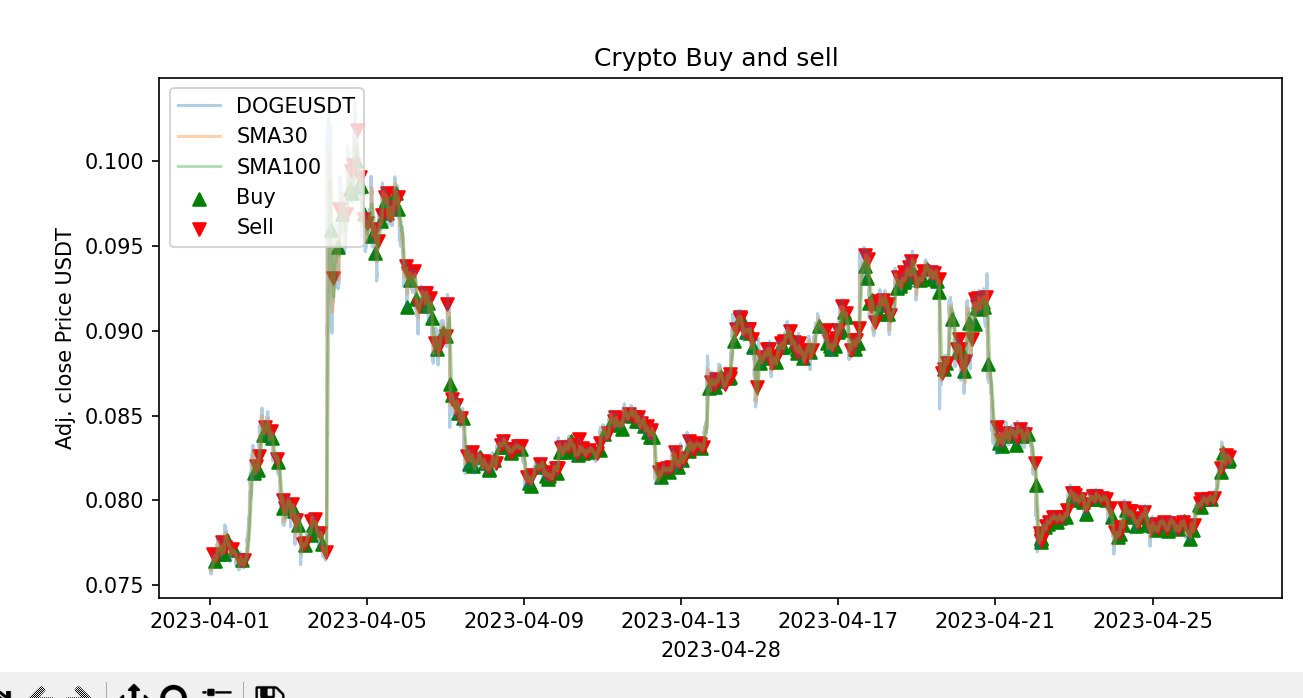 Crypto Buy and sell
DOGEUSDT
SMA30
SMA100
Buy
Sell
Adj. close Price USDT
0.100
0.095
0.090
0.085
0.080
0.075
2023-04-01 2023-04-05 2023-04-09 2023-04-13 2023-04-17 2023-04-21 2023-04-25
2023-04-28